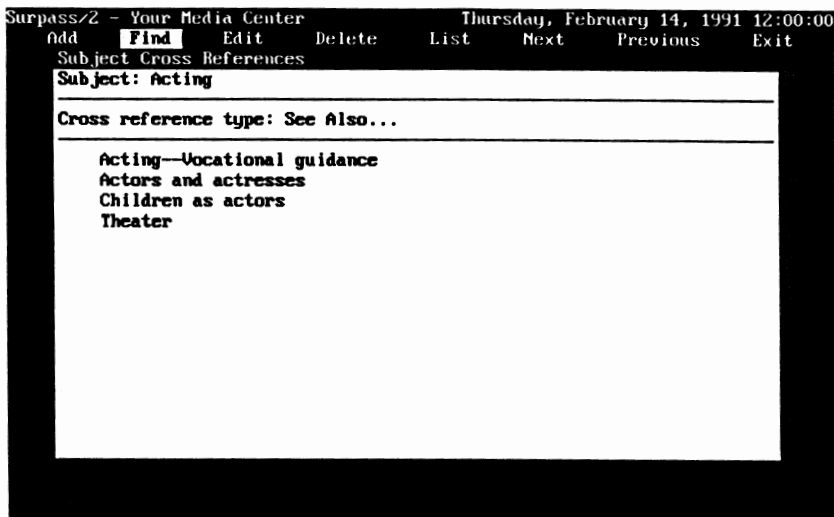 Surpass/2 - Your Media Center Thursday, February 14, 1991 12:00:00
Add Find Edit Delete List Next Previous Exit
Subject Cross References
Subject: Acting
Cross reference type: See Also...
Acting--Vocational guidance
Actors and actresses
Children as actors
Theater